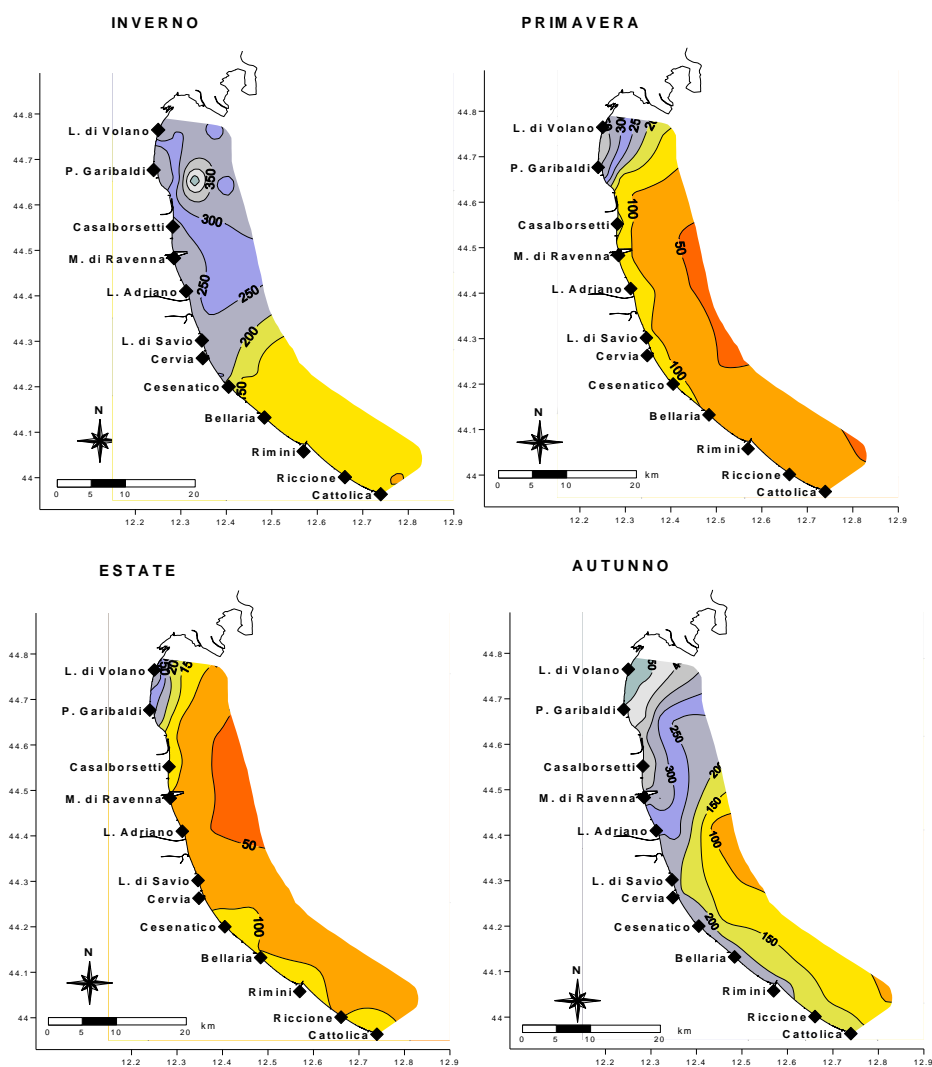 INVERNO
44.8
44.7
44.6
44.5
44.4
44.3
44.2
44.1
44
L. di Volano
P. Garibaldi
Casalborsetti
M. di Ravenna
L. Adriano
L. di Savio
Cervia
Cesenatico
Bellaria
Rimini
Riccione
Cattolica
350
300
250
250
200
N
0 5 10 20
12.2 12.3 12.4 12.5 12.6 12.7 12.8 12.9
PRIMAVERA
44.8
44.7
44.6
44.5
44.4
44.3
44.2
44.1
44
L. di Volano
P. Garibaldi
Casalborsetti
M. di Ravenna
L. Adriano
L. di Savio
Cervia
Cesenatico
Bellaria
Rimini
Riccione
Cattolica
100
50
100
N
0 5 10 20 km
12.2 12.3 12.4 12.5 12.6 12.7 12.8 12.9
ESTATE
44.8
44.7
44.6
44.5
44.4
44.3
44.2
44.1
44
L. di Volano
P. Garibaldi
Casalborsetti
M. di Ravenna
L. Adriano
L. di Savio
Cervia
Cesenatico
Bellaria
Rimini
Riccione
Cattolica
50
100
N
0 5 10 20 km
12.2 12.3 12.4 12.5 12.6 12.7 12.8 12.9
AUTUNNO
44.8
44.7
44.6
44.5
44.4
44.3
44.2
44.1
44
L. di Volano
P. Garibaldi
Casalborsetti
M. di Ravenna
L. Adriano
L. di Savio
Cervia
Cesenatico
Bellaria
Rimini
Riccione
Cattolica
250
300
150
100
200
150
N
0 5 10 20 km
12.2 12.3 12.4 12.5 12.6 12.7 12.8 12.9